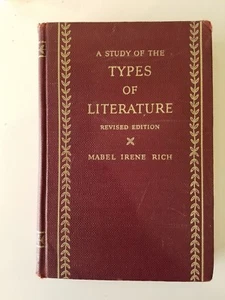 A STUDY OF THE
TYPES
OF
LITERATURE
REVISED EDITION
MABEL IRENE RICH